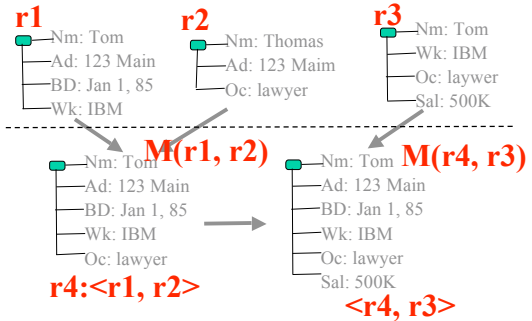 r1
Nm: Tom
Ad: 123 Main
BD: Jan 1, 85
Wk: IBM
r2
Nm: Thomas
Ad: 123 Maim
Oc: lawyer
r3
Nm: Tom
Wk: IBM
Oc: laywer
Sal: 500K
M(r1, r2)
Nm: Tom
Ad: 123 Main
BD: Jan 1, 85
Wk: IBM
Oc: lawyer
r4:<r1, r2>
M(r4, r3)
Nm: Tom
Ad: 123 Main
BD: Jan 1, 85
Wk: IBM
Oc: lawyer
Sal: 500K
<r4, r3>